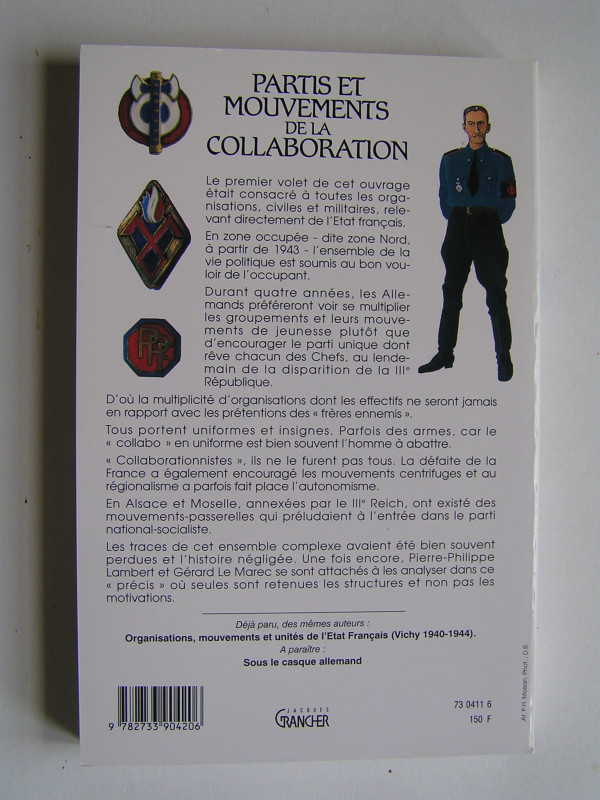 PARTIS ET
MOUVEMENTS
DE LA
COLLABORATION
Le premier volet de cet ouvrage
était consacré à toutes les orga-
nisations, civiles et militaires, rele-
vant directement de l'Etat français.
En zone occupée - dite zone Nord,
à partir de 1943 - l'ensemble de la
vie politique est soumis au bon vou-
loir de l'occupant.
Durant quatre années, les Alle-
mands préféreront voir se multiplier
les groupements et leurs mouve-
ments de jeunesse plutôt que
d'encourager le parti unique dont
rêve chacun des Chefs, au lende-
main de la disparition de la IIIe
République.
D'où la multiplicité d'organisations dont les effectifs ne seront jamais
en rapport avec les prétentions des « frères ennemis ».
Tous portent uniformes et insignes. Parfois des armes, car le
« collabo » en uniforme est bien souvent l'homme à abattre.
« Collaborationnistes », ils ne le furent pas tous. La défaite de la
France a également encouragé les mouvements centrifuges et au
régionalisme a parfois fait place l'autonomisme.
En Alsace et Moselle, annexées par le IIIe Reich, ont existé des
mouvements-passerelles qui préludaient à l'entrée dans le parti
national-socialiste.
Les traces de cet ensemble complexe avaient été bien souvent
perdues et l'histoire négligée. Une fois encore, Pierre-Philippe
Lambert et Gérard Le Marec se sont attachés à les analyser dans ce
« précis » où seules sont retenues les structures et non pas les
motivations.
Déjà paru, des mêmes auteurs :
Organisations, mouvements et unités de l'Etat Français (Vichy 1940-1944).
A paraître :
Sous le casque allemand
JACQUES
GRANCHER
9 782733 904206
73 0411 6
150 F
PPF